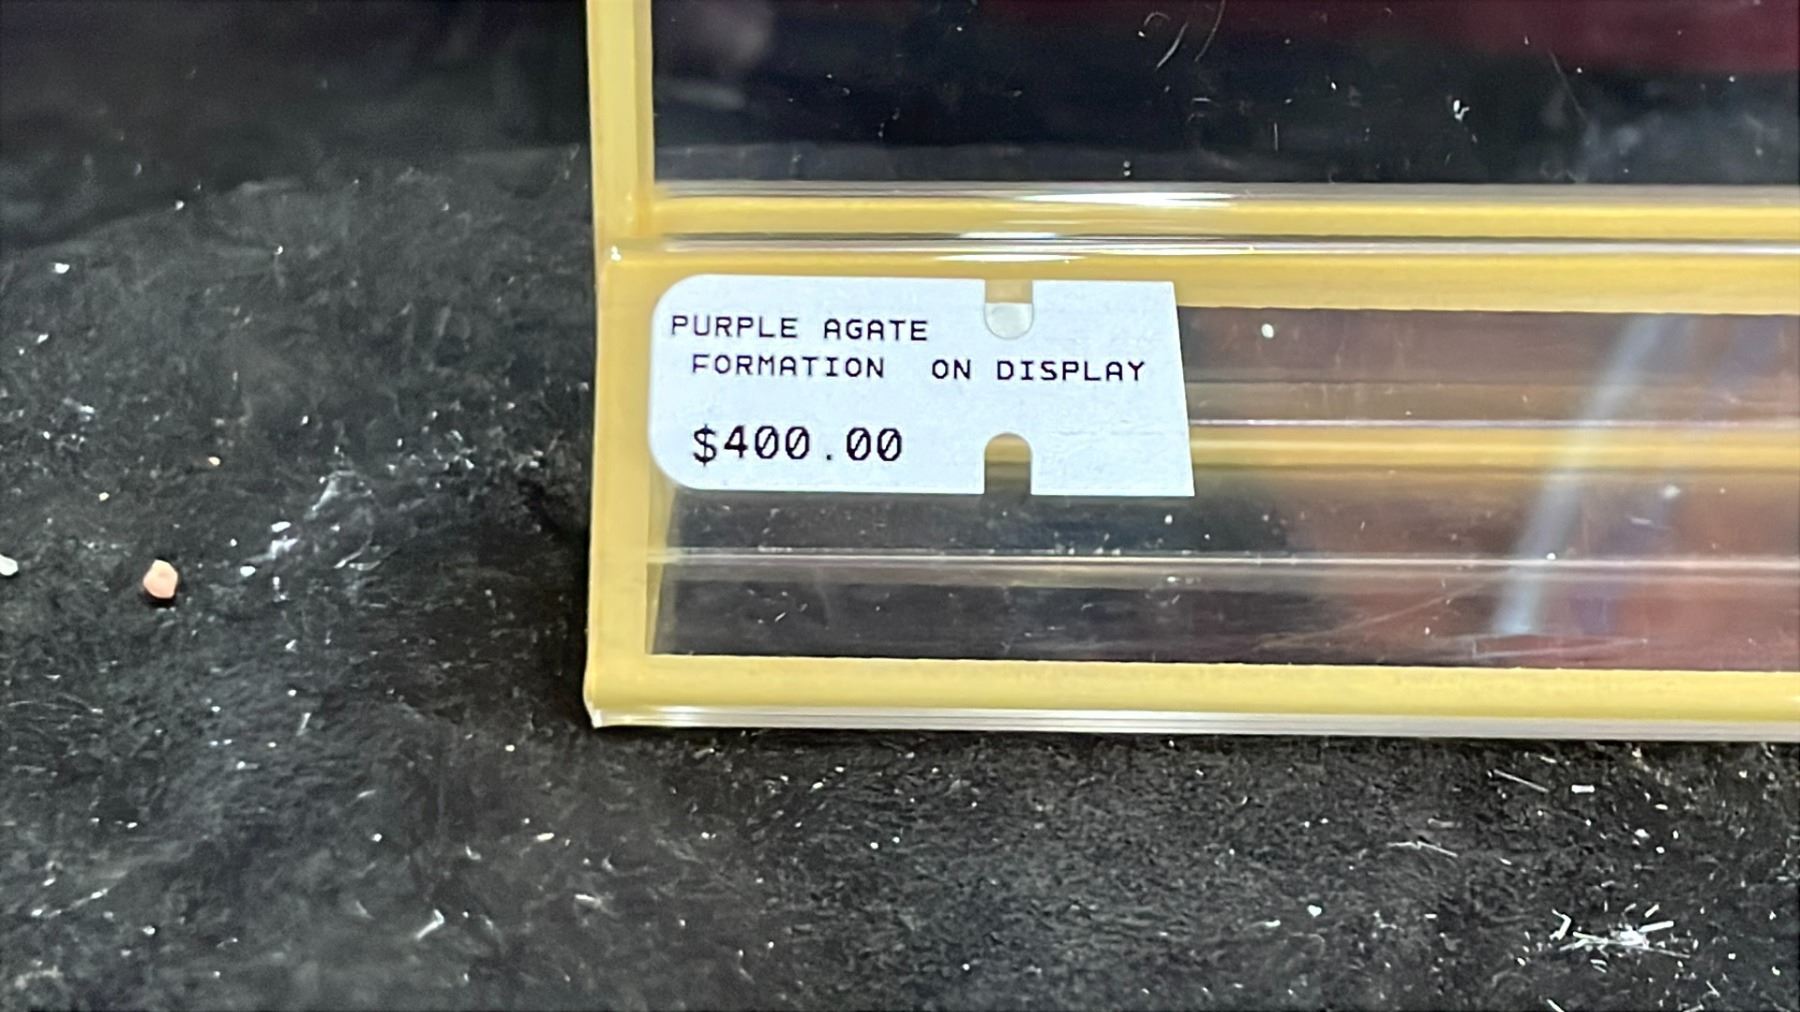 PURPLE AGATE
FORMATION ON DISPLAY
$400.00